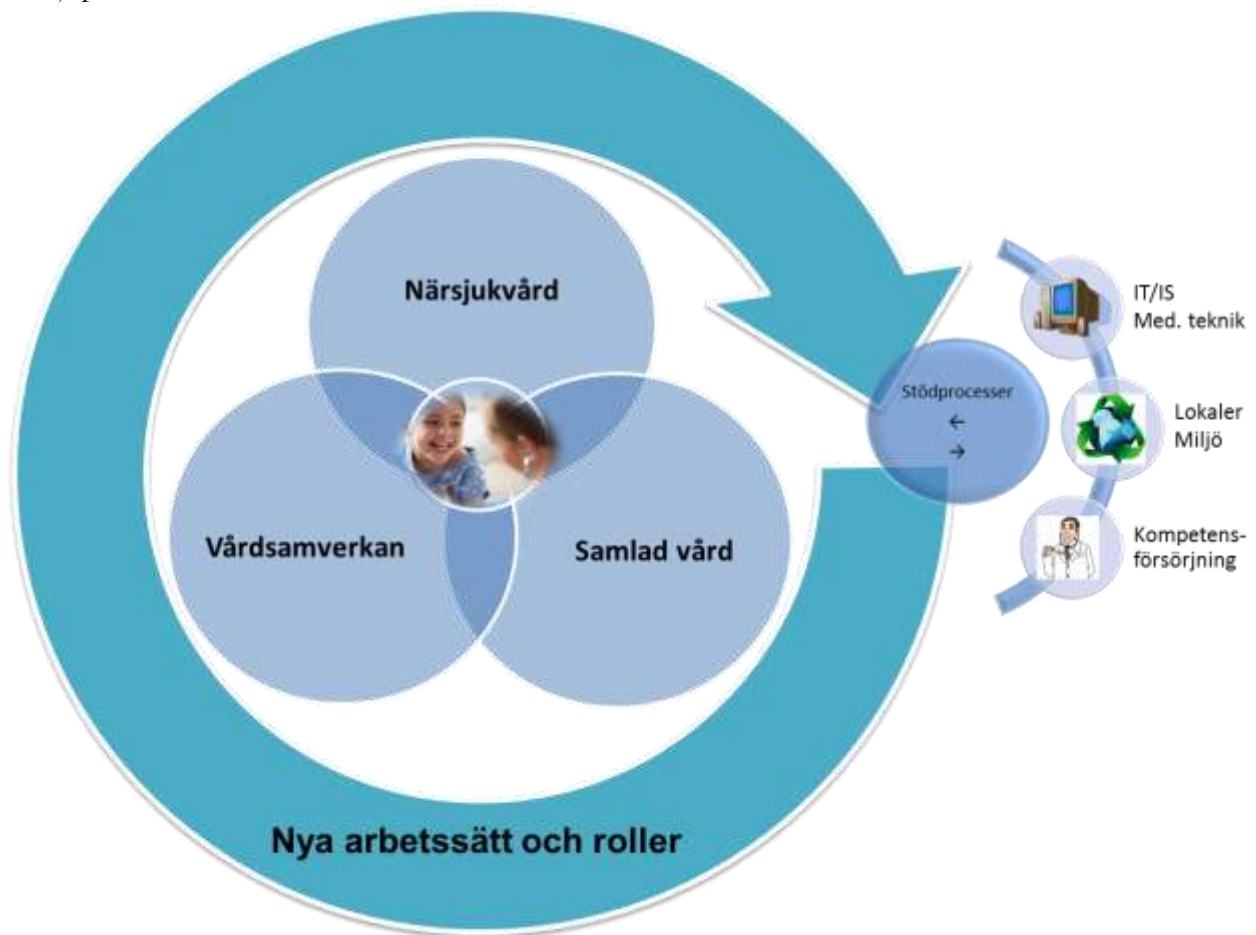 Närsjukvård
Vårdsamverkan
Samlad vård
Nya arbetssätt och roller
Stödprocesser
←
→
IT/IS
Med. teknik
Lokaler
Miljö
Kompetens-
försörjning